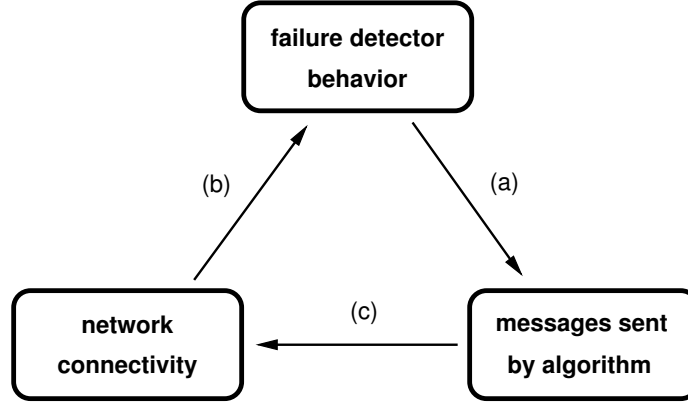 failure detector
behavior
(b)
(a)
(c)
network
connectivity
messages sent
by algorithm